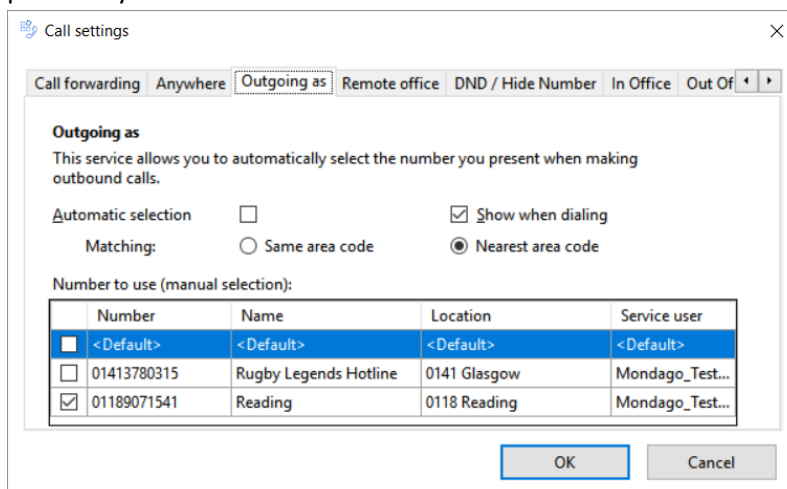 Call settings
Call forwarding Anywhere Outgoing as Remote office DND / Hide Number In Office Out Of
Outgoing as
This service allows you to automatically select the number you present when making
outbound calls.
Automatic selection Show when dialing
Matching: Same area code Nearest area code
Number to use (manual selection):
Number Name Location Service user
<Default> <Default> <Default> <Default>
01413780315 Rugby Legends Hotline 0141 Glasgow Mondago_Test...
01189071541 Reading 0118 Reading Mondago_Test...
OK Cancel